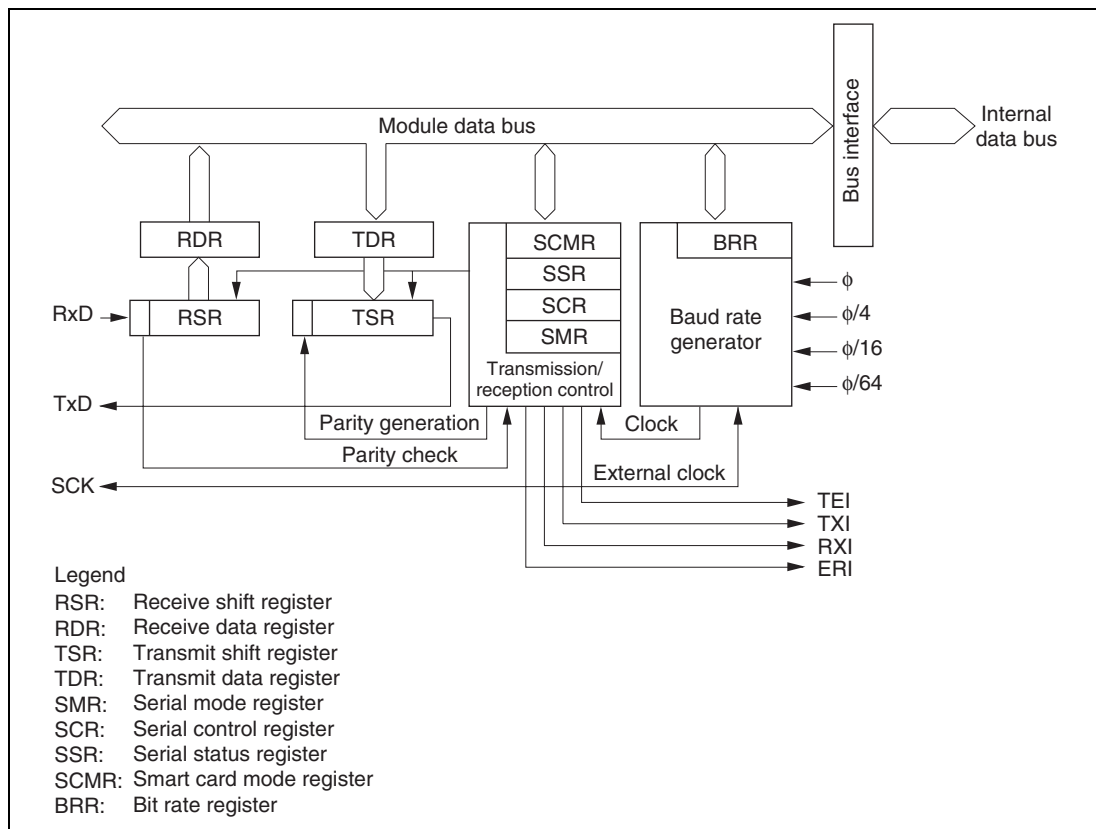 Module data bus
Bus interface
Internal
data bus
RDR
TDR
SCMR
SSR
SCR
SMR
Transmission/
reception control
BRR
Baud rate
generator
ϕ
ϕ/4
ϕ/16
ϕ/64
RxD
RSR
TSR
TxD
Parity generation
Parity check
Clock
SCK
External clock
TEI
TXI
RXI
ERI
Legend
RSR: Receive shift register
RDR: Receive data register
TSR: Transmit shift register
TDR: Transmit data register
SMR: Serial mode register
SCR: Serial control register
SSR: Serial status register
SCMR: Smart card mode register
BRR: Bit rate register